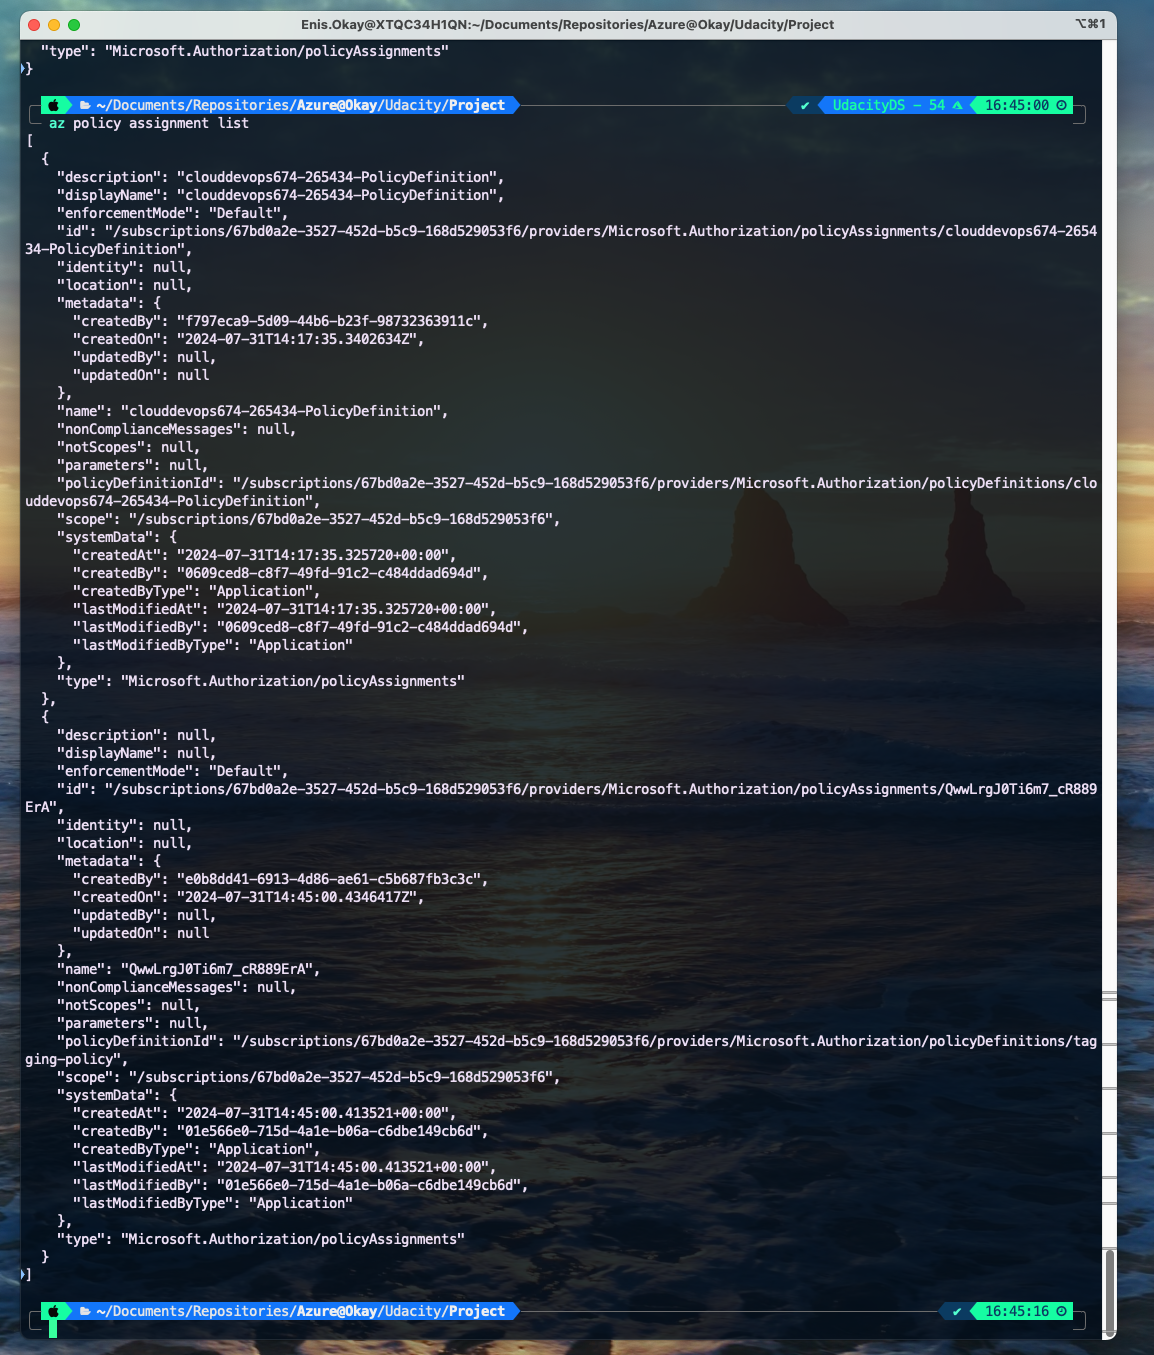 Enis.Okay@XTQC34H1QN:~/Documents/Repositories/Azure@Okay/Udacity/Project
⌥⌘1
"type": "Microsoft.Authorization/policyAssignments"
}
~/Documents/Repositories/Azure@Okay/Udacity/Project
✔ UdacityDS – 54 16:45:00
az policy assignment list
[
{
"description": "clouddevops674-265434-PolicyDefinition",
"displayName": "clouddevops674-265434-PolicyDefinition",
"enforcementMode": "Default",
"id": "/subscriptions/67bd0a2e-3527-452d-b5c9-168d529053f6/providers/Microsoft.Authorization/policyAssignments/clouddevops674-2654
34-PolicyDefinition",
"identity": null,
"location": null,
"metadata": {
"createdBy": "f797eca9-5d09-44b6-b23f-98732363911c",
"createdOn": "2024-07-31T14:17:35.3402634Z",
"updatedBy": null,
"updatedOn": null
},
"name": "clouddevops674-265434-PolicyDefinition",
"nonComplianceMessages": null,
"notScopes": null,
"parameters": null,
"policyDefinitionId": "/subscriptions/67bd0a2e-3527-452d-b5c9-168d529053f6/providers/Microsoft.Authorization/policyDefinitions/clo
uddevops674-265434-PolicyDefinition",
"scope": "/subscriptions/67bd0a2e-3527-452d-b5c9-168d529053f6",
"systemData": {
"createdAt": "2024-07-31T14:17:35.325720+00:00",
"createdBy": "0609ced8-c8f7-49fd-91c2-c484ddad694d",
"createdByType": "Application",
"lastModifiedAt": "2024-07-31T14:17:35.325720+00:00",
"lastModifiedBy": "0609ced8-c8f7-49fd-91c2-c484ddad694d",
"lastModifiedByType": "Application"
},
"type": "Microsoft.Authorization/policyAssignments"
},
{
"description": null,
"displayName": null,
"enforcementMode": "Default",
"id": "/subscriptions/67bd0a2e-3527-452d-b5c9-168d529053f6/providers/Microsoft.Authorization/policyAssignments/QwwLrgJ0Ti6m7_cR889
ErA",
"identity": null,
"location": null,
"metadata": {
"createdBy": "e0b8dd41-6913-4d86-ae61-c5b687fb3c3c",
"createdOn": "2024-07-31T14:45:00.4346417Z",
"updatedBy": null,
"updatedOn": null
},
"name": "QwwLrgJ0Ti6m7_cR889ErA",
"nonComplianceMessages": null,
"notScopes": null,
"parameters": null,
"policyDefinitionId": "/subscriptions/67bd0a2e-3527-452d-b5c9-168d529053f6/providers/Microsoft.Authorization/policyDefinitions/tag
ging-policy",
"scope": "/subscriptions/67bd0a2e-3527-452d-b5c9-168d529053f6",
"systemData": {
"createdAt": "2024-07-31T14:45:00.413521+00:00",
"createdBy": "01e566e0-715d-4a1e-b06a-c6dbe149cb6d",
"createdByType": "Application",
"lastModifiedAt": "2024-07-31T14:45:00.413521+00:00",
"lastModifiedBy": "01e566e0-715d-4a1e-b06a-c6dbe149cb6d",
"lastModifiedByType": "Application"
},
"type": "Microsoft.Authorization/policyAssignments"
}
]
~/Documents/Repositories/Azure@Okay/Udacity/Project
✔ 16:45:16